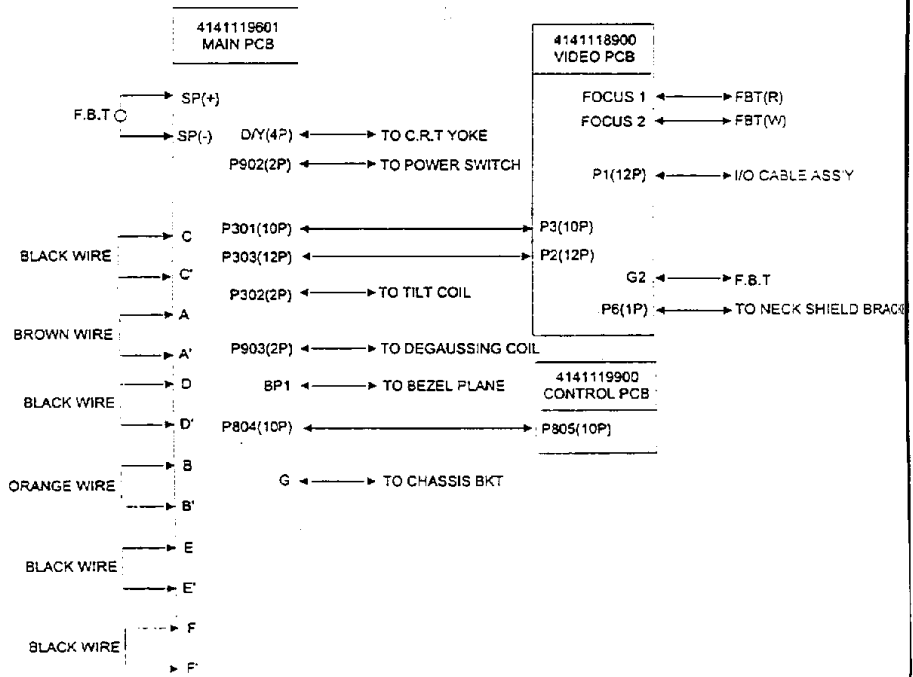 4141119601
MAIN PCB
4141118900
VIDEO PCB
F.B.T
SP(+)
SP(-)
D/Y(4P)
TO C.R.T YOKE
P902(2P)
TO POWER SWITCH
FOCUS 1
FBT(R)
FOCUS 2
FBT(W)
P1(12P)
I/O CABLE ASS'Y
BLACK WIRE
C
C'
P301(10P)
P3(10P)
P303(12P)
P2(12P)
P302(2P)
TO TILT COIL
G2
F.B.T
P6(1P)
TO NECK SHIELD
BROWN WIRE
A
A'
P903(2P)
TO DEGAUSSING COIL
BLACK WIRE
D
D'
BP1
TO BEZEL PLANE
4141119900
CONTROL PCB
P804(10P)
P805(10P)
ORANGE WIRE
B
B'
G
TO CHASSIS BKT
BLACK WIRE
E
E'
BLACK WIRE
F
F'